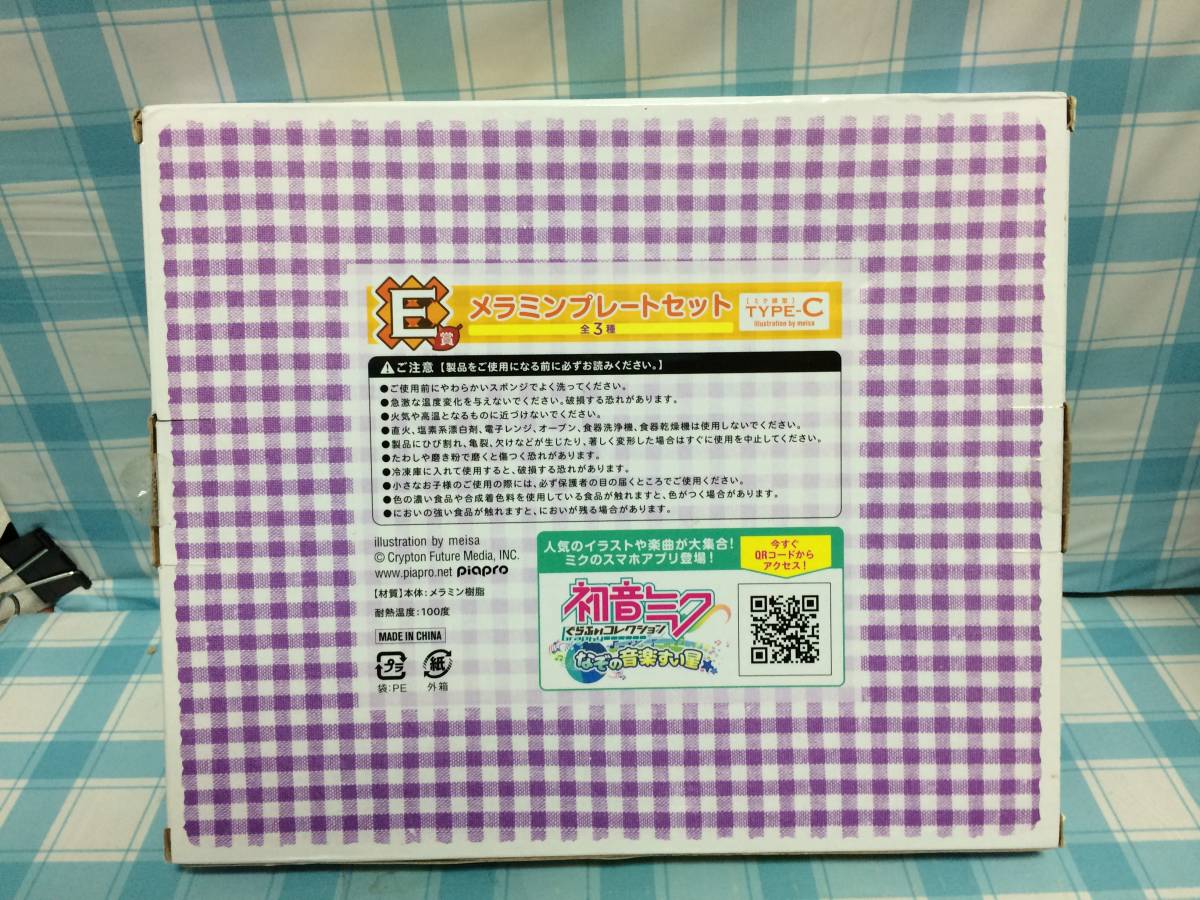 E賞
メラミンプレートセット
全3種
TYPE-C
illustration by meisa
ご注意【製品をご使用になる前に必ずお読みください。】
●ご使用前にやわらかいスポンジでよく洗ってください。
●急激な温度変化を与えないでください。破損する恐れがあります。
●火気や高温となるものに近づけないでください。
●直火、塩素系漂白剤、電子レンジ、オーブン、食器洗浄機、食器乾燥機は使用しないでください。
●製品にひび割れ、亀裂、欠けなどが生じたり、著しく変形した場合はすぐに使用を中止してください。
●たわしや磨き粉で磨くと傷つく恐れがあります。
●冷凍庫に入れて使用すると、破損する恐れがあります。
●小さなお子様のご使用の際には、必ず保護者の目の届くところでご使用ください。
●色の濃い食品や合成着色料を使用している食品が触れますと、色がつく場合があります。
●においの強い食品が触れますと、においが残る場合があります。
illustration by meisa
© Crypton Future Media, INC.
www.piapro.net piapro
【材質】本体:メラミン樹脂
耐熱温度:100度
MADE IN CHINA
プラ
袋:PE
紙
外箱
人気のイラストや楽曲が大集合!
ミクのスマホアプリ登場!
今すぐ
QRコードから
アクセス!
初音ミク
ぐらふぃコレクション
なぞの音楽すい星